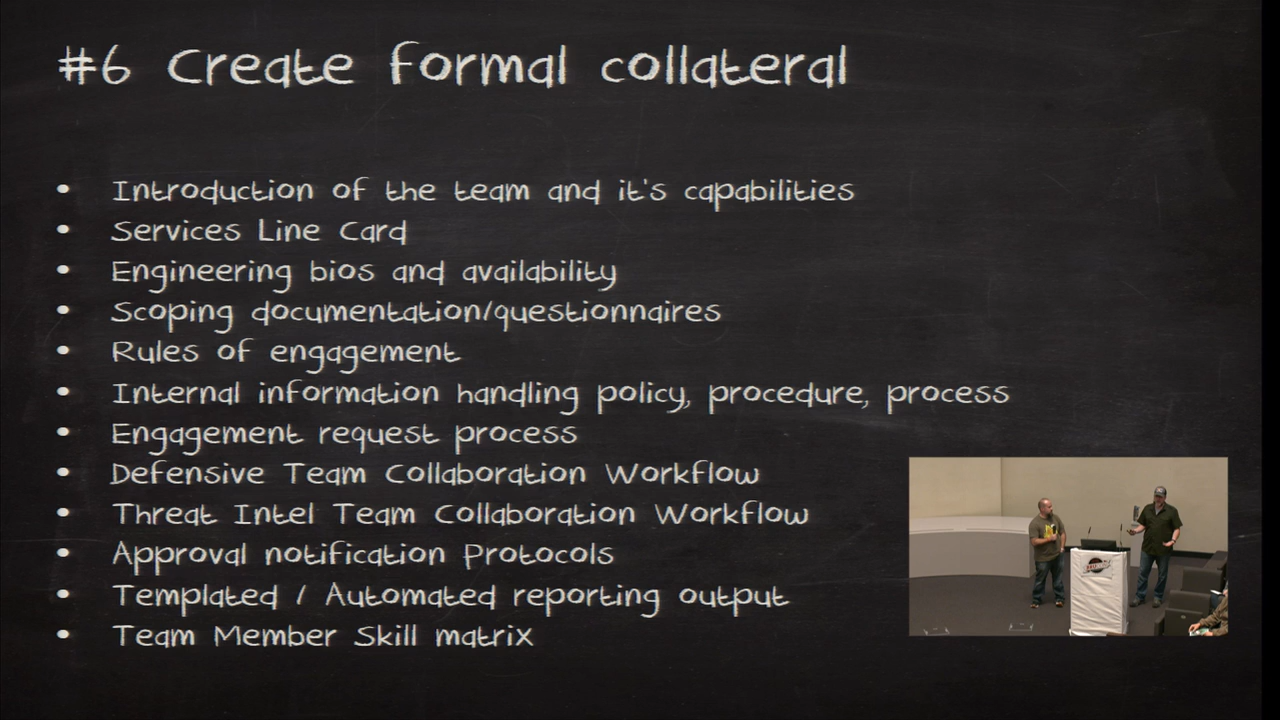 #6 Create formal collateral
• Introduction of the team and it's capabilities
• Services Line Card
• Engineering bios and availability
• Scoping documentation/questionnaires
• Rules of engagement
• Internal information handling policy, procedure, process
• Engagement request process
• Defensive Team Collaboration Workflow
• Threat Intel Team Collaboration Workflow
• Approval notification Protocols
• Templated / Automated reporting output
• Team Member Skill matrix